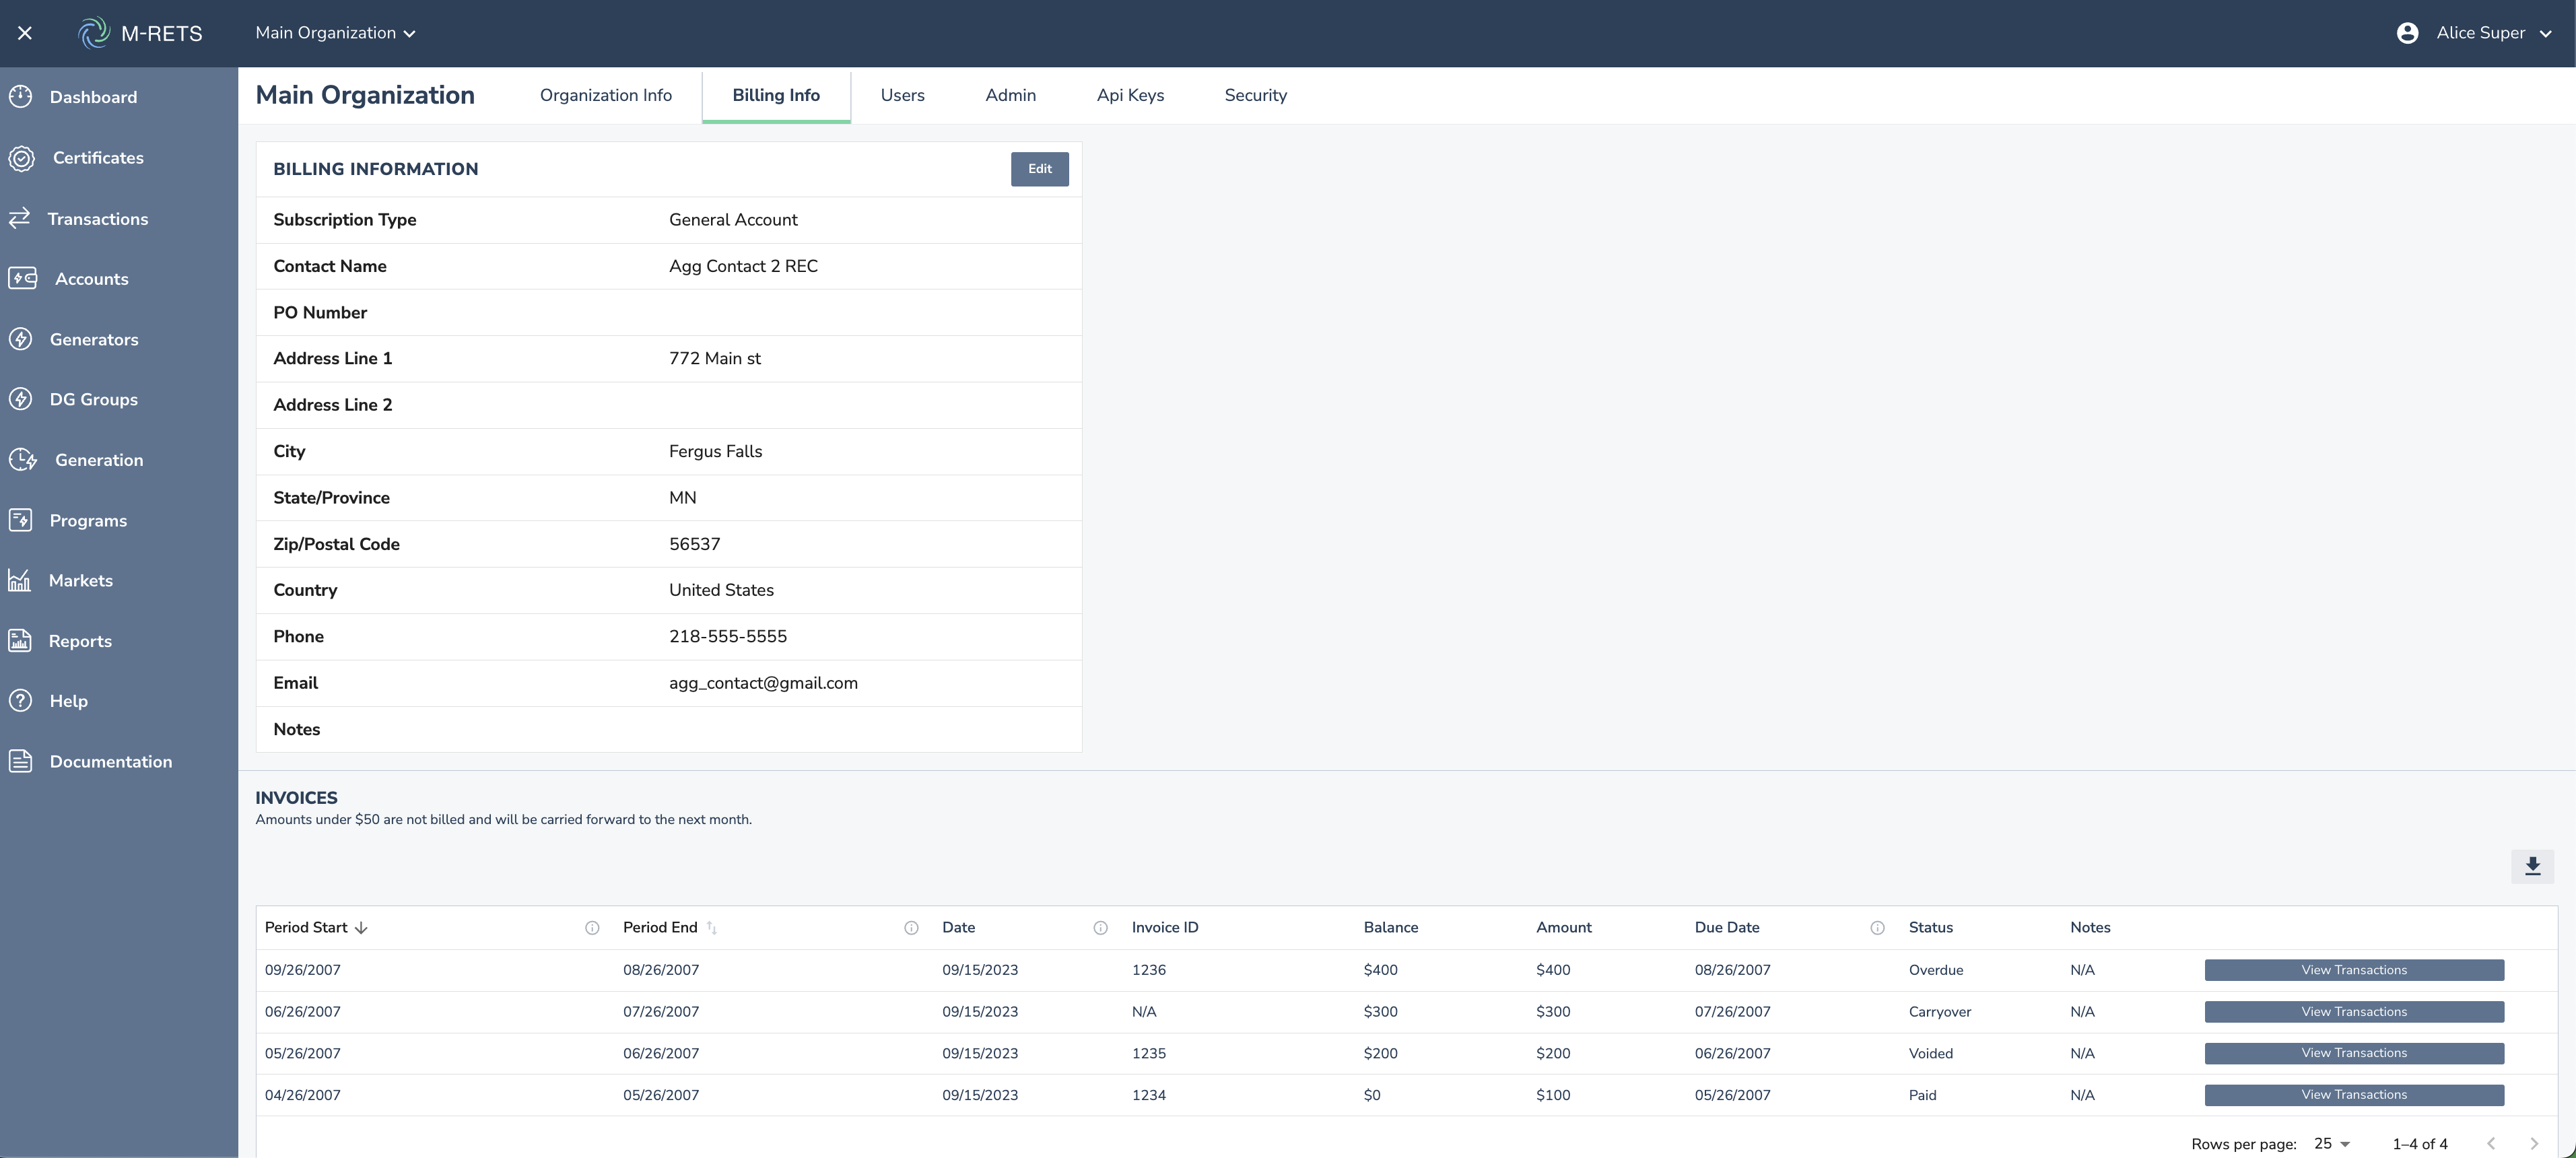 M-RETS
Main Organization
Alice Super
Dashboard
Certificates
Transactions
Accounts
Generators
DG Groups
Generation
Programs
Markets
Reports
Help
Documentation
Main Organization Organization Info Billing Info Users Admin Api Keys Security
BILLING INFORMATION Edit
Subscription Type General Account
Contact Name Agg Contact 2 REC
PO Number
Address Line 1 772 Main st
Address Line 2
City Fergus Falls
State/Province MN
Zip/Postal Code 56537
Country United States
Phone 218-555-5555
Email agg_contact@gmail.com
Notes
INVOICES
Amounts under $50 are not billed and will be carried forward to the next month.
Period Start Period End Date Invoice ID Balance Amount Due Date Status Notes
09/26/2007 08/26/2007 09/15/2023 1236 $400 $400 08/26/2007 Overdue N/A View Transactions
06/26/2007 07/26/2007 09/15/2023 N/A $300 $300 07/26/2007 Carryover N/A View Transactions
05/26/2007 06/26/2007 09/15/2023 1235 $200 $200 06/26/2007 Voided N/A View Transactions
04/26/2007 05/26/2007 09/15/2023 1234 $0 $100 05/26/2007 Paid N/A View Transactions
Rows per page: 25 1–4 of 4